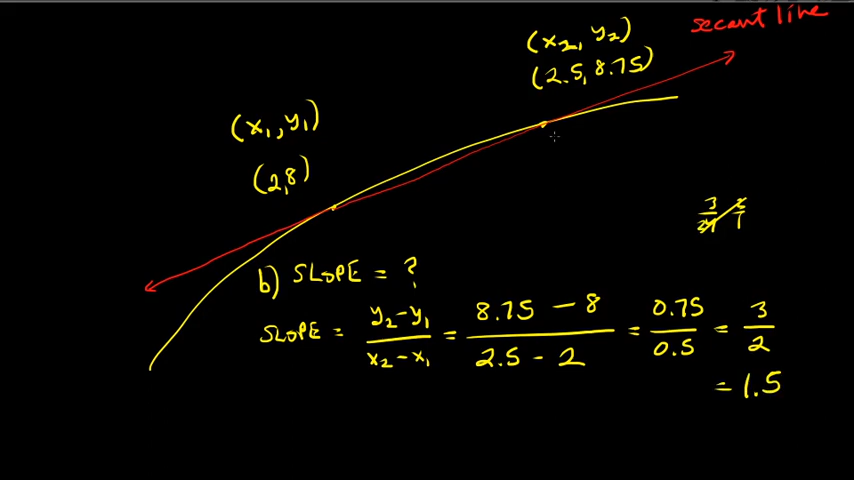 secant line
(x₂, y₂)
(2.5, 8.75)
(x₁, y₁)
(2,8)
b) SLOPE = ?
SLOPE = y₂-y₁ / x₂-x₁ = 8.75 - 8 / 2.5 - 2 = 0.75 / 0.5 = 3 / 2
= 1.5